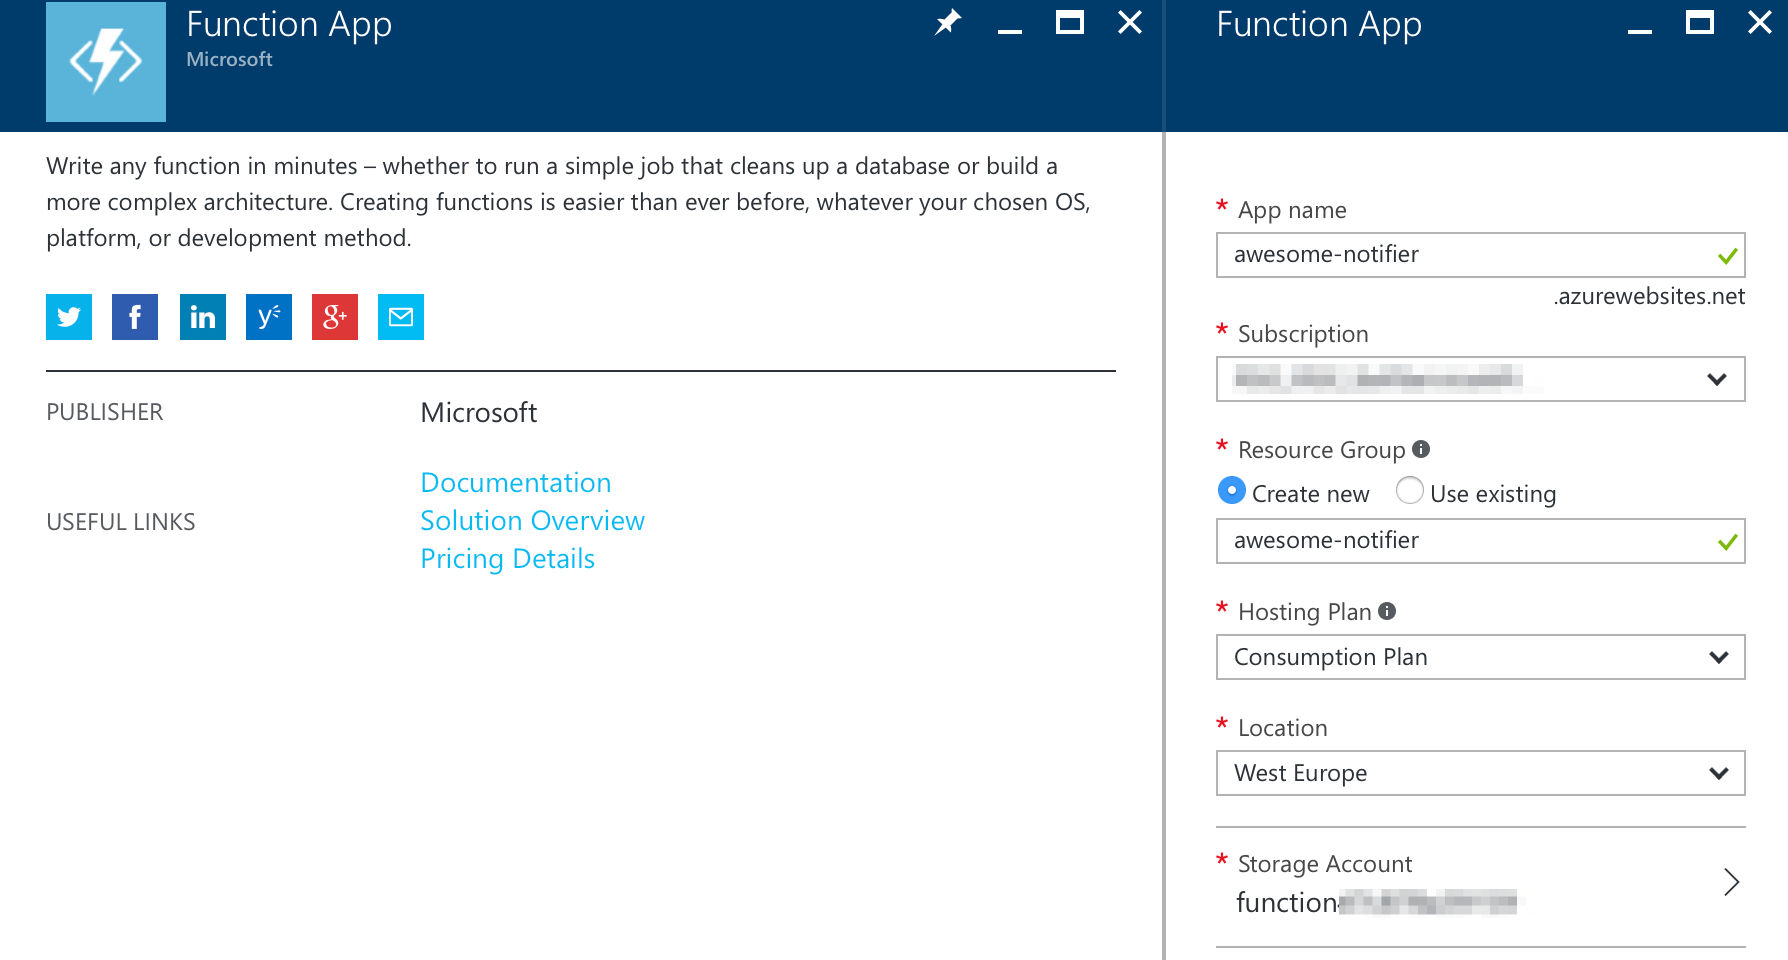 Function App
Microsoft
Write any function in minutes – whether to run a simple job that cleans up a database or build a
more complex architecture. Creating functions is easier than ever before, whatever your chosen OS,
platform, or development method.
PUBLISHER
Microsoft
USEFUL LINKS
Documentation
Solution Overview
Pricing Details
Function App
* App name
awesome-notifier
.azurewebsites.net
* Subscription
* Resource Group
Create new Use existing
awesome-notifier
* Hosting Plan
Consumption Plan
* Location
West Europe
* Storage Account
function